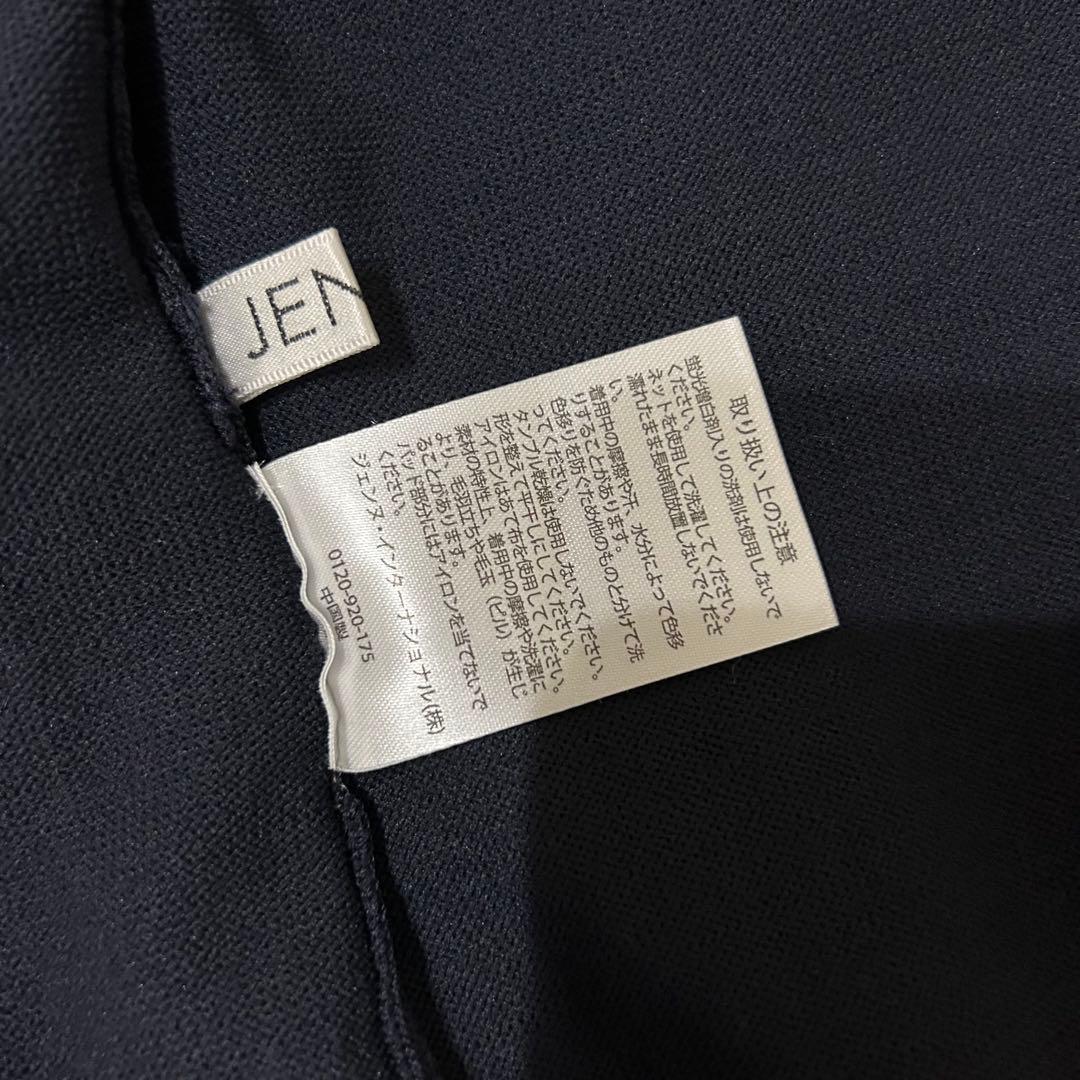 JEN
取り扱い上の注意
蛍光増白剤入りの洗剤は使用しないで
ください。
ネットを使用して洗濯してください。
濡れたまま長時間放置しないでくださ
い。
着用中の摩擦や汗、水分によって色移
りすることがあります。
色移りを防ぐため他のものと分けて洗
ってください。
タンブル乾燥は使用しないでください。
形を整えて平干しにしてください。
アイロンはあて布を使用してください。
素材の特性上、着用中の摩擦や洗濯に
より、毛羽立ちや毛玉（ピル）が生じ
ることがあります。
パッド部分にはアイロンを当てないで
ください。
ジェンヌ・インターナショナル(株)
0120-920-175
中国製